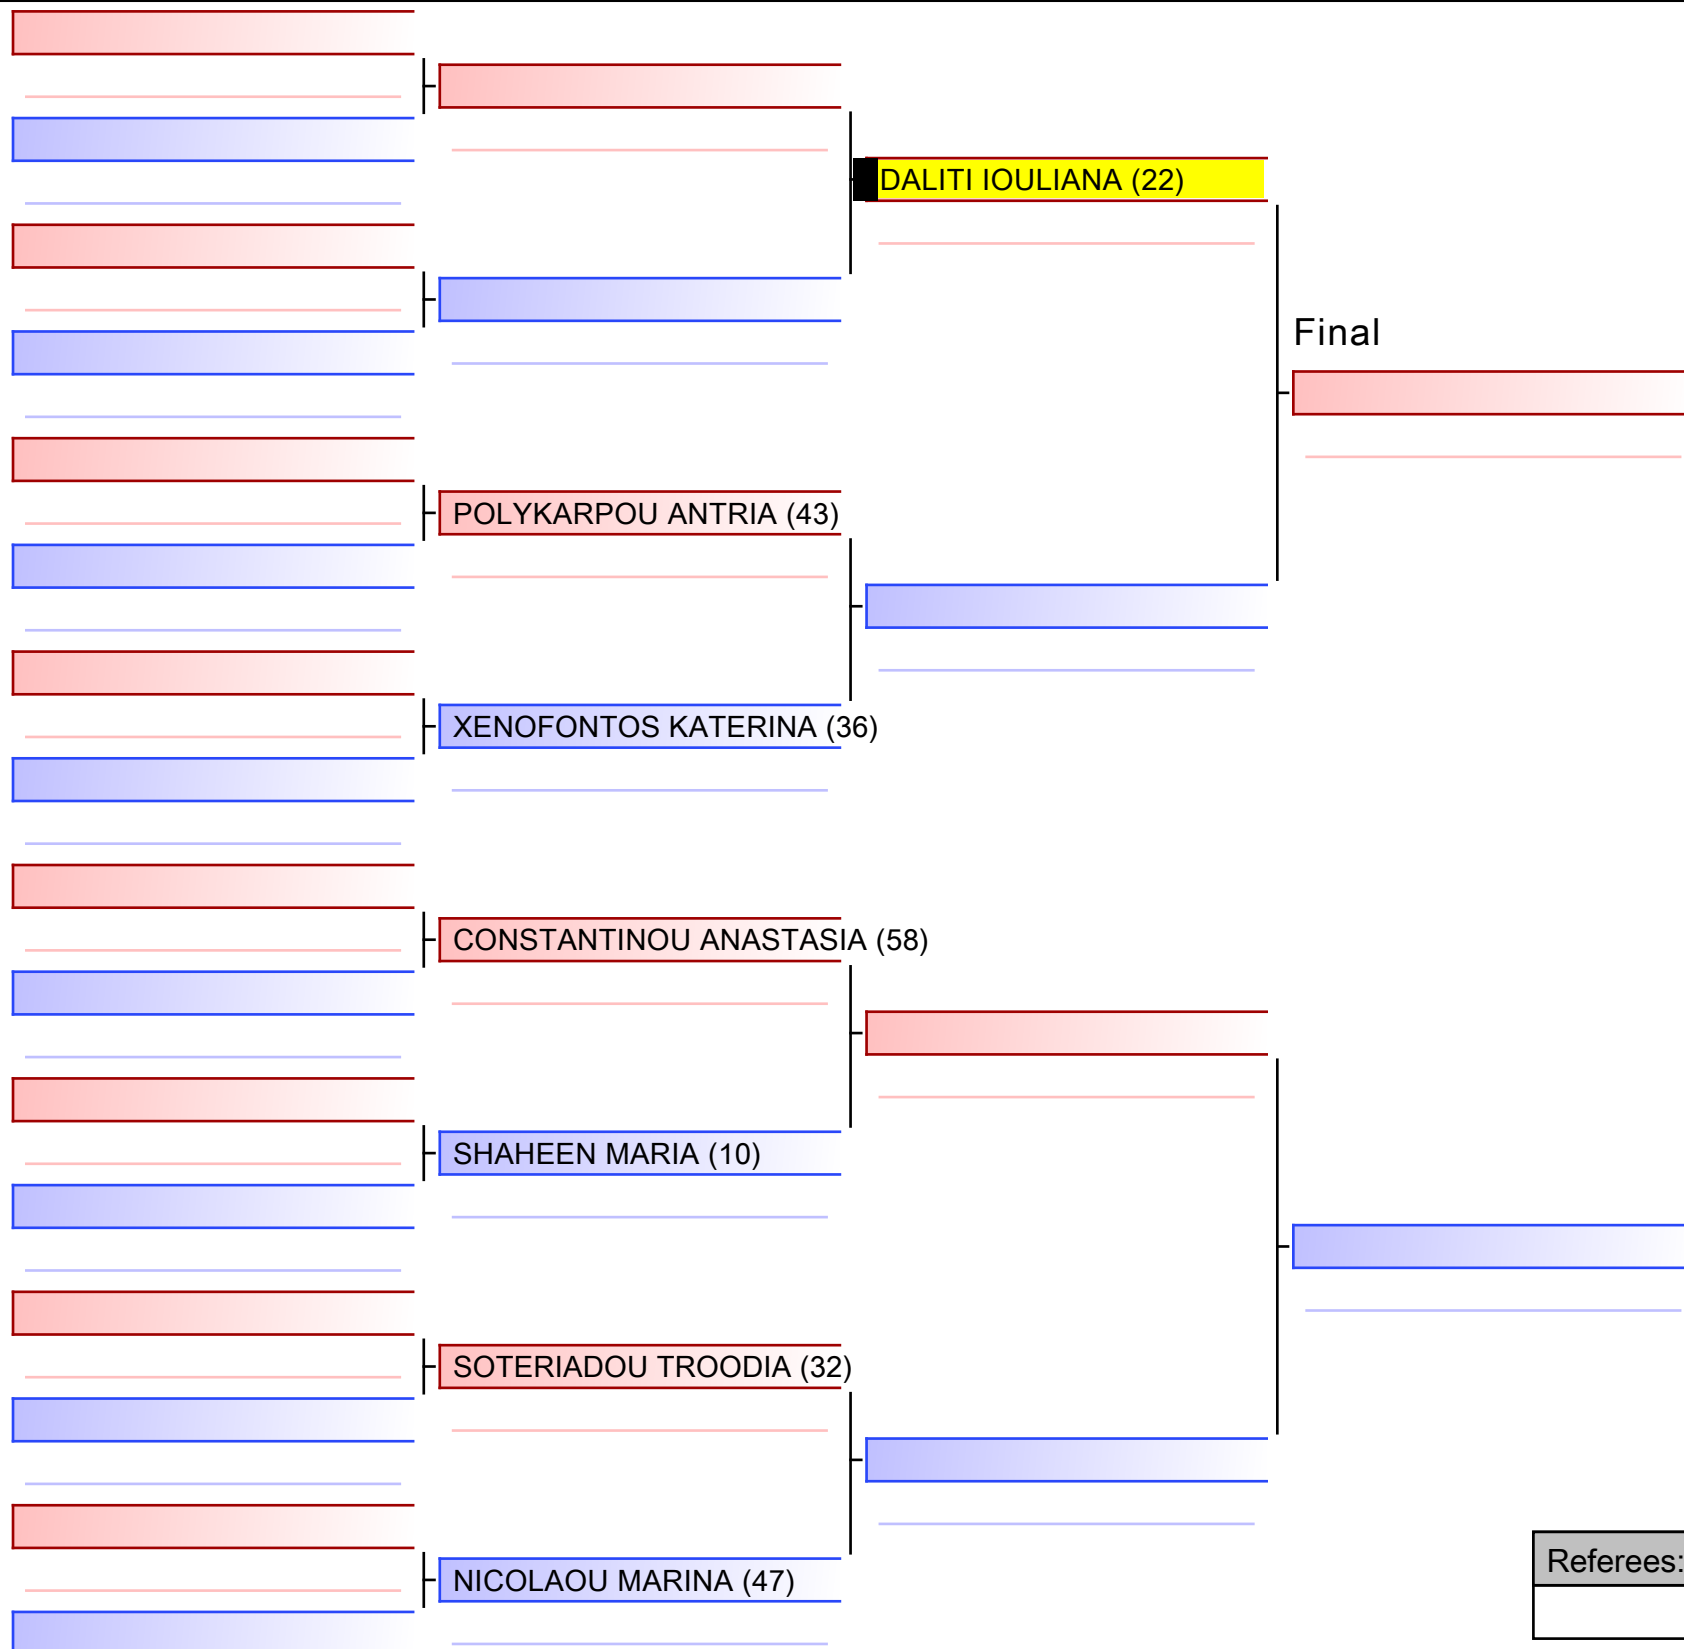 DALITI IOULIANA (22)
Final
POLYKARPOU ANTRIA (43)
XENOFONTOS KATERINA (36)
CONSTANTINOU ANASTASIA (58)
SHAHEEN MARIA (10)
SOTERIADOU TROODIA (32)
Referees:
NICOLAOU MARINA (47)